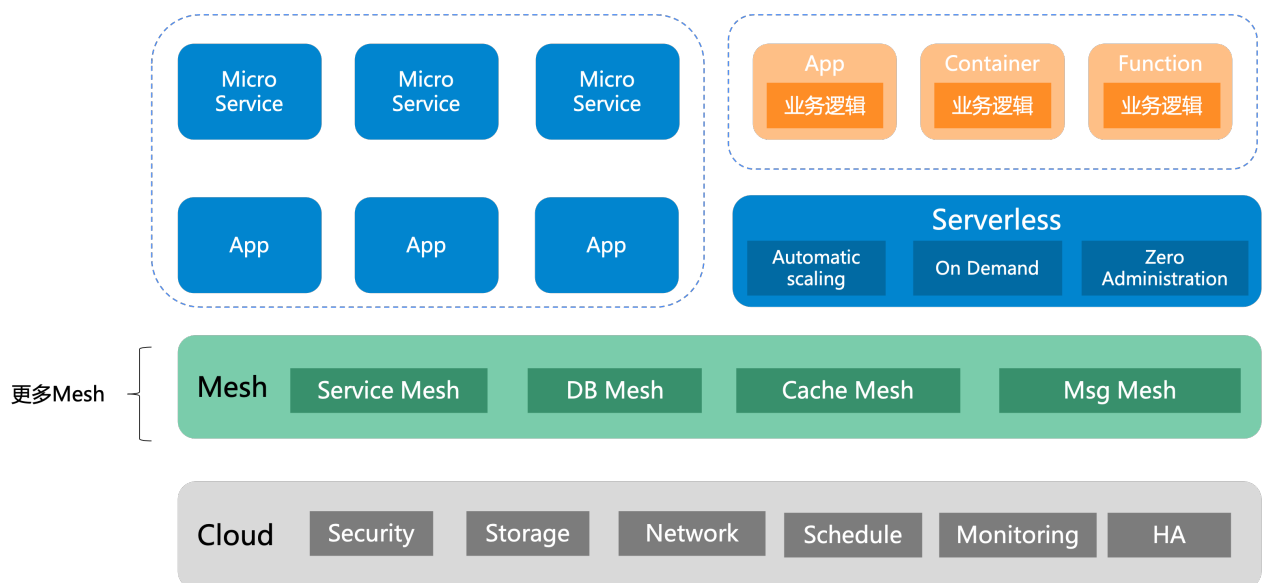 Micro
Service
Micro
Service
Micro
Service
App
App
App
App
业务逻辑
Container
业务逻辑
Function
业务逻辑
Serverless
Automatic
scaling
On Demand
Zero
Administration
更多Mesh
Mesh
Service Mesh
DB Mesh
Cache Mesh
Msg Mesh
Cloud
Security
Storage
Network
Schedule
Monitoring
HA